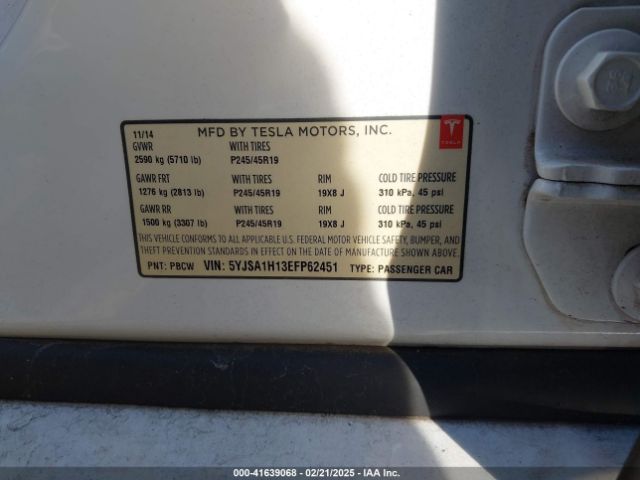 11/14 MFD BY TESLA MOTORS, INC.
TESLA
GVWR WITH TIRES
2590 kg (5710 lb) P245/45R19
GAWR FRT WITH TIRES RIM COLD TIRE PRESSURE
1276 kg (2813 lb) P245/45R19 19X8 J 310 kPa, 45 psi
GAWR RR WITH TIRES RIM COLD TIRE PRESSURE
1500 kg (3307 lb) P245/45R19 19X8 J 310 kPa, 45 psi
THIS VEHICLE CONFORMS TO ALL U.S. FEDERAL MOTOR VEHICLE SAFETY, BUMPER, AND
THEFT PREVENTION STANDARDS IN EFFECT ON THE DATE OF MANUFACTURE SHOWN ABOVE.
PNT: PBCW VIN: 5YJSA1H13EFP62451 TYPE: PASSENGER CAR
000-41639068 - 02/21/2025 - IAA Inc.